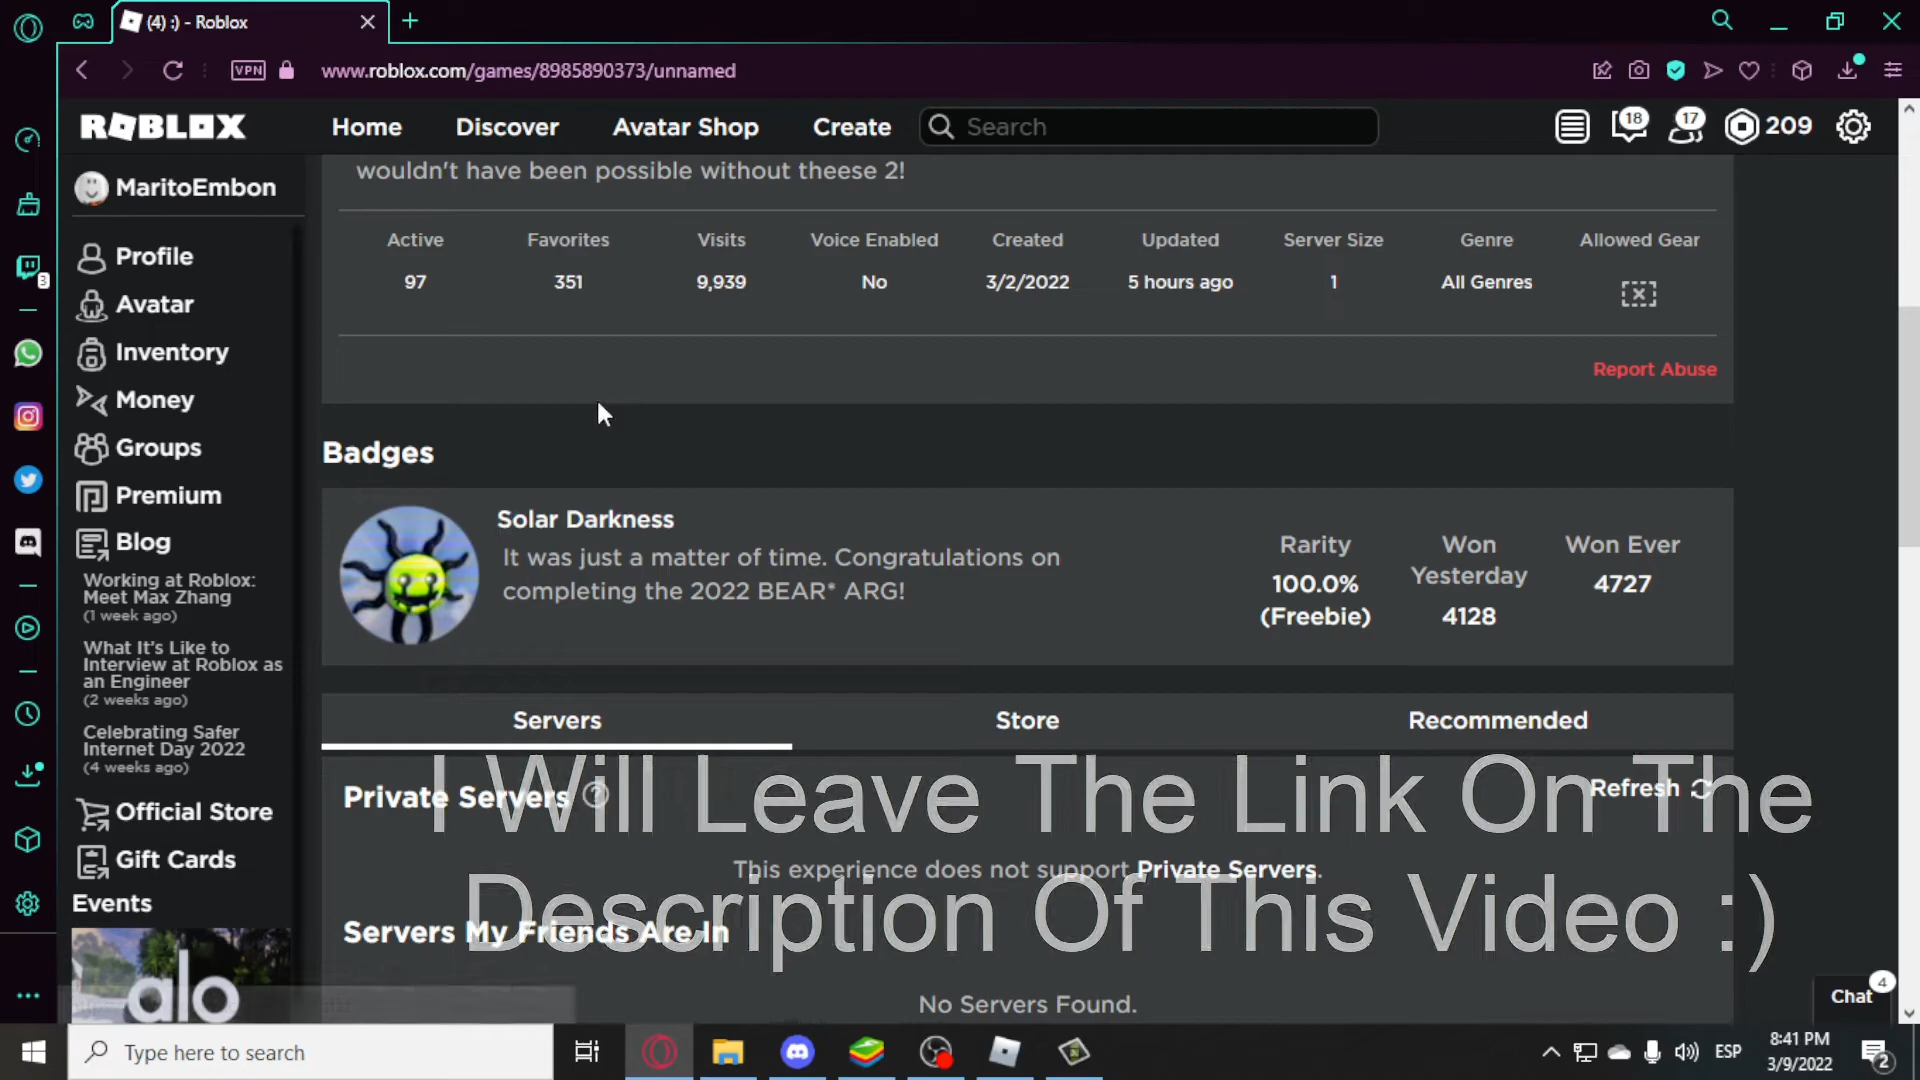 (4) :) - Roblox
VPN
www.roblox.com/games/8985890373/unnamed
ROBLOX
Home
Discover
Avatar Shop
Create
Search
18
17
209
wouldn't have been possible without theese 2!
MaritoEmbon
Profile
Avatar
Inventory
Money
Groups
Premium
Blog
Working at Roblox:
Meet Max Zhang
(1 week ago)
What It's Like to
Interview at Roblox as
an Engineer
(2 weeks ago)
Celebrating Safer
Internet Day 2022
(4 weeks ago)
Official Store
Gift Cards
Events
alo
3
Active
Favorites
Visits
Voice Enabled
Created
Updated
Server Size
Genre
Allowed Gear
97
351
9,939
No
3/2/2022
5 hours ago
1
All Genres
Report Abuse
Badges
Solar Darkness
It was just a matter of time. Congratulations on
completing the 2022 BEAR* ARG!
Rarity
100.0%
(Freebie)
Won
Yesterday
4128
Won Ever
4727
Servers
Store
Recommended
Private Servers
Refresh
I Will Leave The Link On The
This experience does not support Private Servers.
Description Of This Video :)
Servers My Friends Are In
No Servers Found.
Chat
4
Type here to search
ESP
8:41 PM
3/9/2022
2